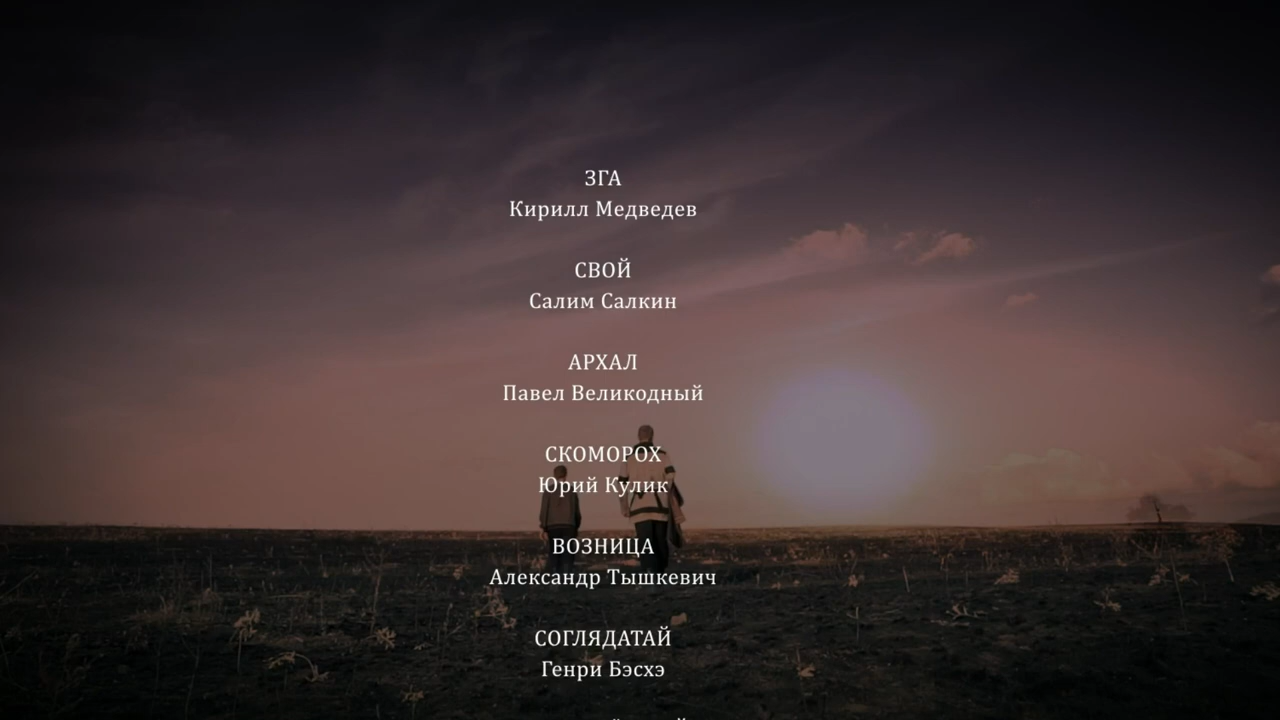 ЗГА
Кирилл Медведев
СВОЙ
Салим Салкин
АРХАЛ
Павел Великодный
СКОМОРОХ
Юрий Кулик
ВОЗНИЦА
Александр Тышкевич
СОГЛЯДАТАЙ
Генри Бэсхэ